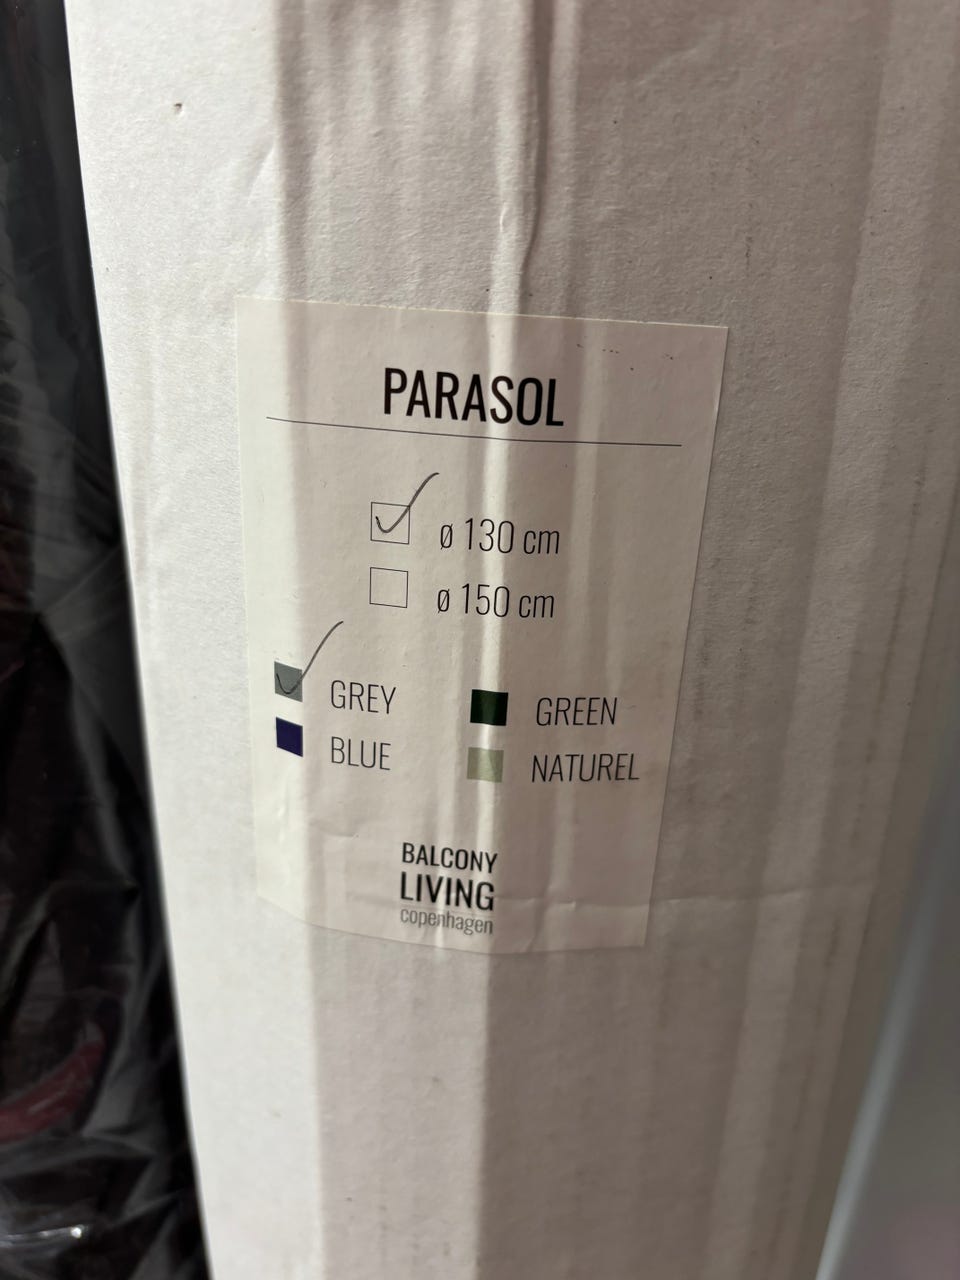 PARASOL
ø 130 cm
ø 150 cm
GREY GREEN
BLUE NATUREL
BALCONY
LIVING
copenhagen